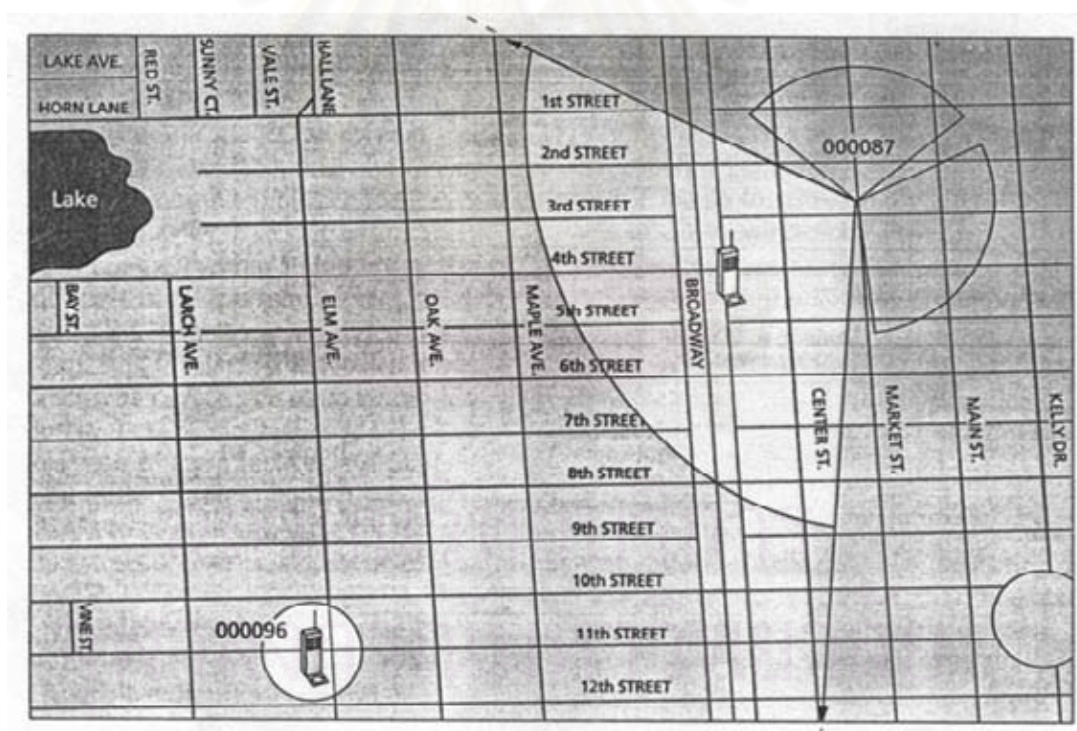 LAKE AVE.
HORN LANE
RED ST.
SUNNY CT.
VALE ST.
HALL LANE
1st STREET
2nd STREET
000087
Lake
3rd STREET
4th STREET
BAY ST.
LARCH AVE.
ELM AVE.
OAK AVE.
MAPLE AVE.
5th STREET
BROADWAY
6th STREET
CENTER ST.
MARKET ST.
MAIN ST.
KELLY DR.
7th STREET
8th STREET
9th STREET
10th STREET
VINE ST.
000096
11th STREET
12th STREET